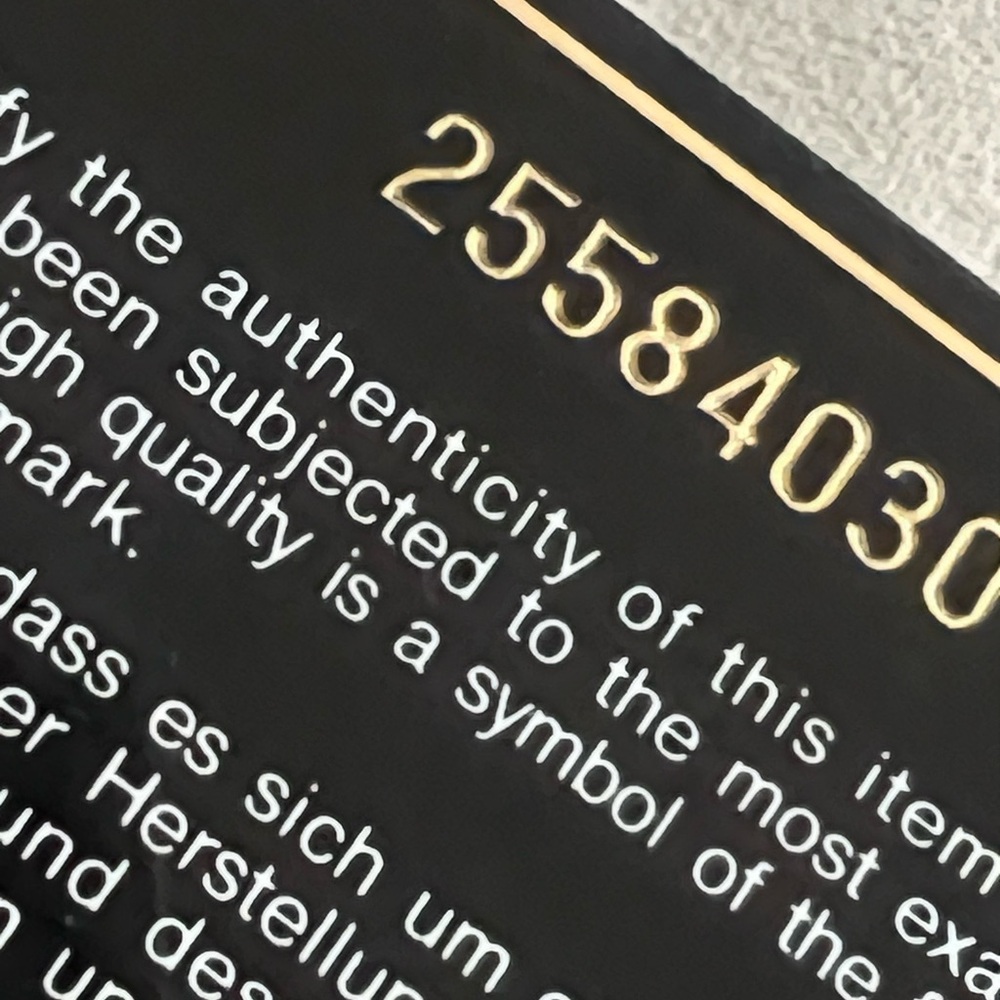 25584030
fy the authenticity of this item
been subjected to the most exa
igh quality is a symbol of the
mark.
dass es sich um
er Herstellun
und des
n un